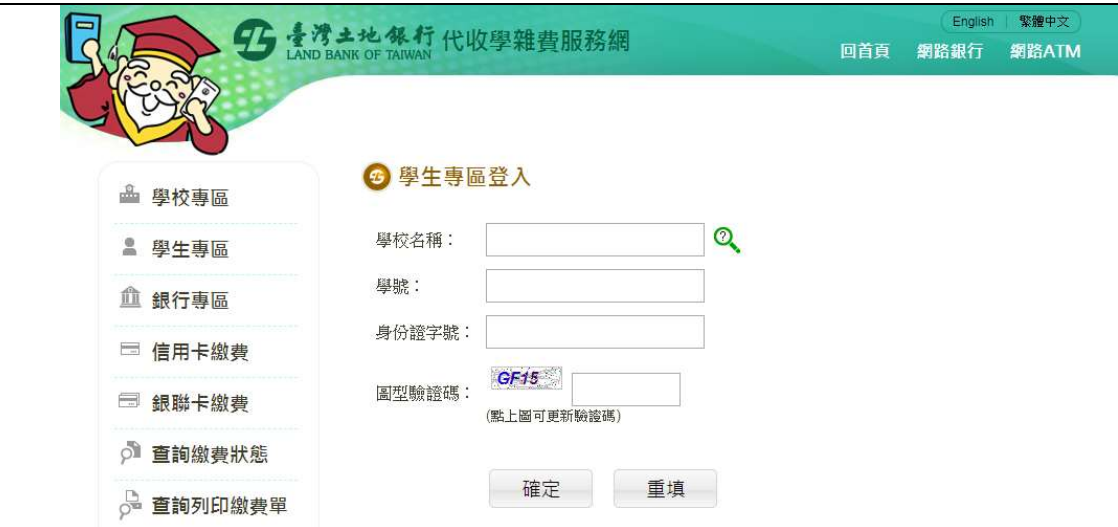 English | 繁體中文
臺灣土地銀行 代收學雜費服務網
LAND BANK OF TAIWAN
回首頁 網路銀行 網路ATM
學生專區登入
學校專區
學生專區
銀行專區
信用卡繳費
銀聯卡繳費
查詢繳費狀態
查詢列印繳費單
學校名稱：
學號：
身份證字號：
圖型驗證碼：
GF15
(點上圖可更新驗證碼)
確定 重填